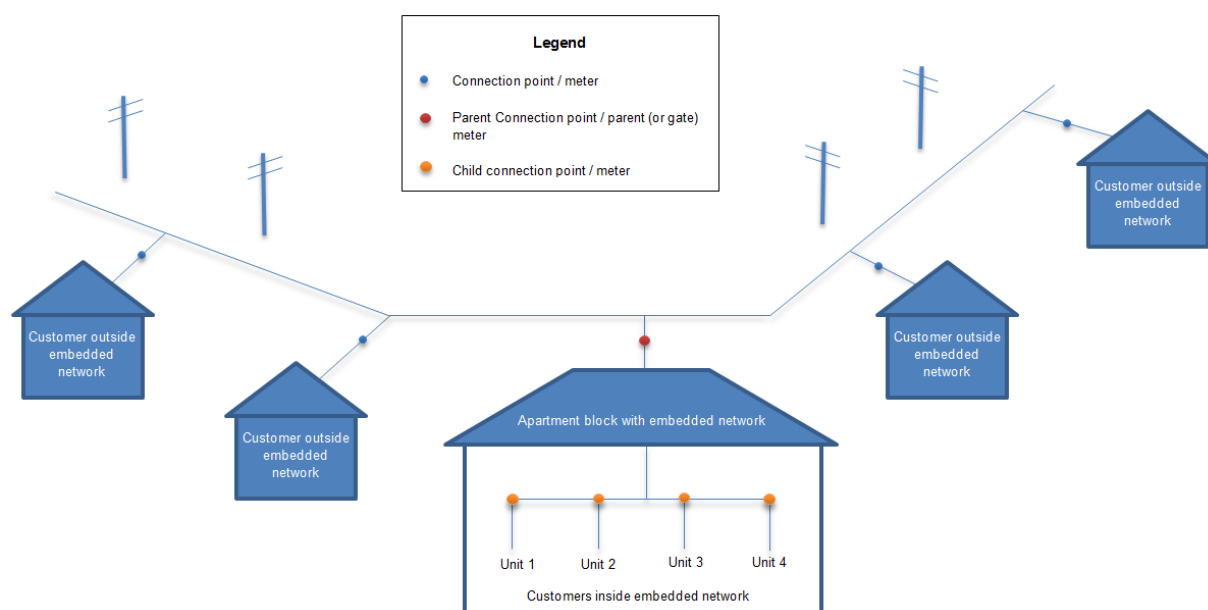 Legend
Connection point / meter
Parent Connection point / parent (or gate)
meter
Child connection point / meter
Customer outside
embedded
network
Customer outside
embedded
network
Customer outside
embedded
network
Customer outside
embedded
network
Apartment block with embedded network
Unit 1
Unit 2
Unit 3
Unit 4
Customers inside embedded network